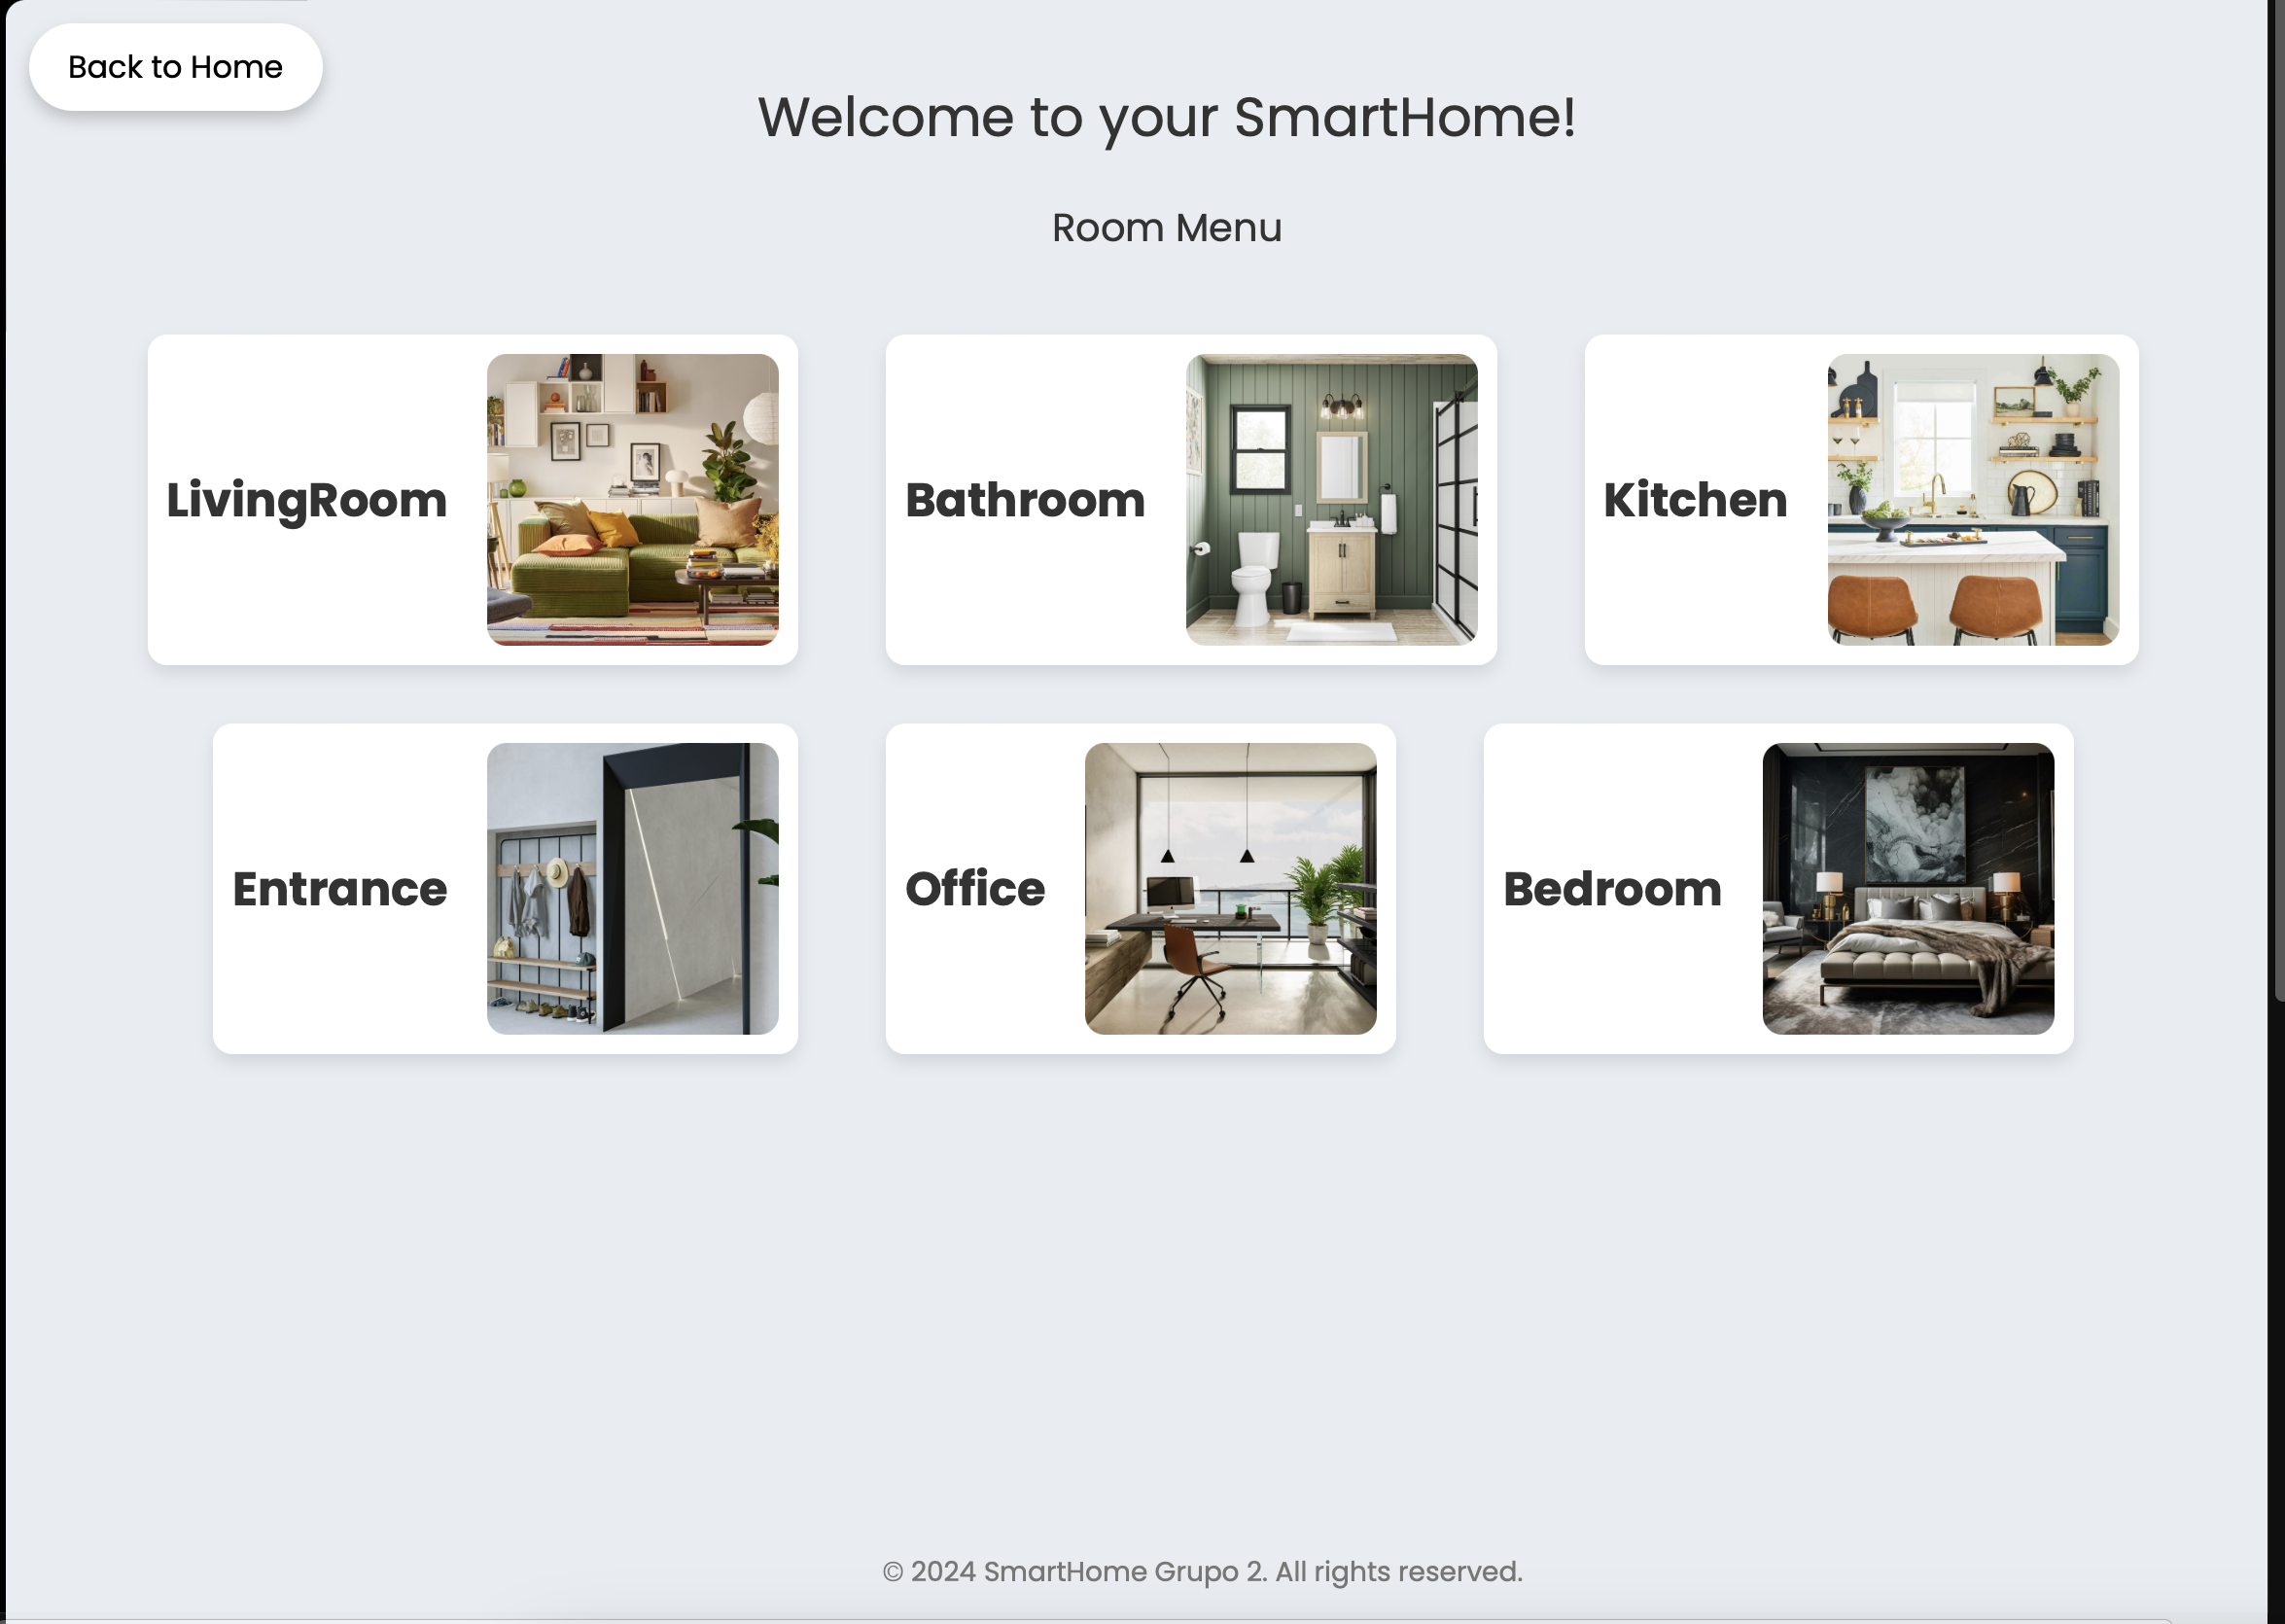 Back to Home
Welcome to your SmartHome!
Room Menu
LivingRoom
Bathroom
Kitchen
Entrance
Office
Bedroom
© 2024 SmartHome Grupo 2. All rights reserved.